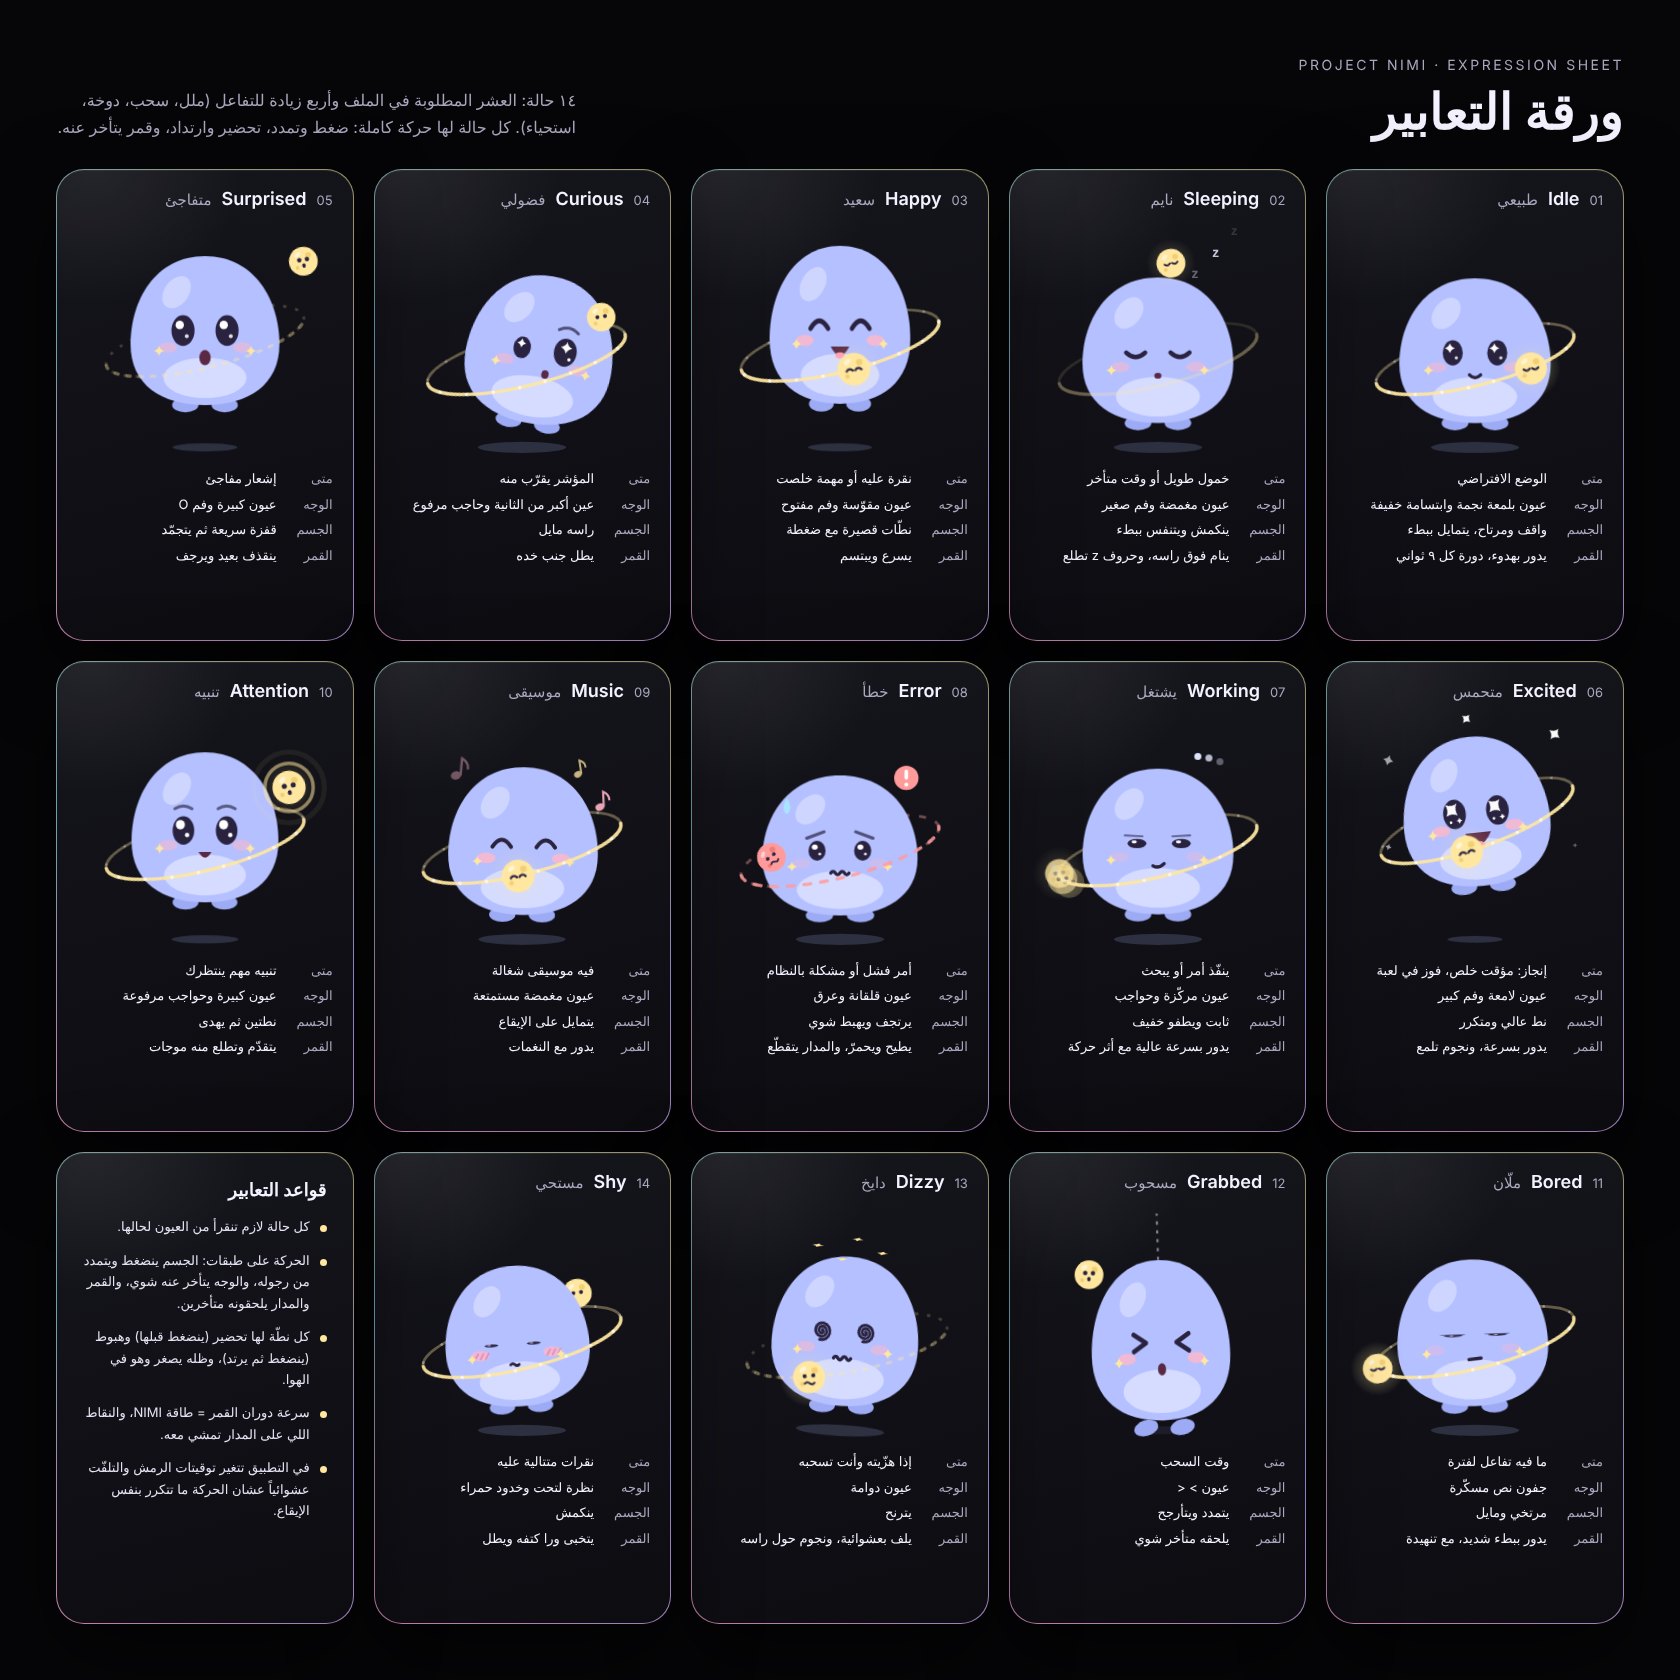 PROJECT NIMI · EXPRESSION SHEET
ورقة التعابير
١٤ حالة: العشر المطلوبة في الملف وأربع زيادة للتفاعل (ملل، سحب، دوخة،
استحياء). كل حالة لها حركة كاملة: ضغط وتمدد، تحضير وارتداد، وقمر يتأخر عنه.
01 Idle طبيعي
متى الوضع الافتراضي
الوجه عيون بلمعة نجمة وابتسامة خفيفة
الجسم واقف ومرتاح، يتمايل ببطء
القمر يدور بهدوء، دورة كل ٩ ثواني
02 Sleeping نايم
z
z
z
متى خمول طويل أو وقت متأخر
الوجه عيون مغمضة وفم صغير
الجسم ينكمش ويتنفس ببطء
القمر ينام فوق راسه، وحروف z تطلع
03 Happy سعيد
متى نقرة عليه أو مهمة خلصت
الوجه عيون مقوّسة وفم مفتوح
الجسم نطّات قصيرة مع ضغطة
القمر يسرع ويبتسم
04 Curious فضولي
متى المؤشر يقرّب منه
الوجه عين أكبر من الثانية وحاجب مرفوع
الجسم راسه مايل
القمر يطل جنب خده
05 Surprised متفاجئ
متى إشعار مفاجئ
الوجه عيون كبيرة وفم O
الجسم قفزة سريعة ثم يتجمّد
القمر ينقذف بعيد ويرجف
06 Excited متحمس
متى إنجاز: مؤقت خلص، فوز في لعبة
الوجه عيون لامعة وفم كبير
الجسم نط عالي ومتكرر
القمر يدور بسرعة، ونجوم تلمع
07 Working يشتغل
متى ينفّذ أمر أو يبحث
الوجه عيون مركّزة وحواجب
الجسم ثابت ويطفو خفيف
القمر يدور بسرعة عالية مع أثر حركة
08 Error خطأ
!
متى أمر فشل أو مشكلة بالنظام
الوجه عيون قلقانة وعرق
الجسم يرتجف ويهبط شوي
القمر يطيح ويحمرّ، والمدار يتقطّع
09 Music موسيقى
متى فيه موسيقى شغالة
الوجه عيون مغمضة مستمتعة
الجسم يتمايل على الإيقاع
القمر يدور مع النغمات
10 Attention تنبيه
متى تنبيه مهم ينتظرك
الوجه عيون كبيرة وحواجب مرفوعة
الجسم نطتين ثم يهدى
القمر يتقدّم وتطلع منه موجات
11 Bored ملّان
متى ما فيه تفاعل لفترة
الوجه جفون نص مسكّرة
الجسم مرتخي ومايل
القمر يدور ببطء شديد، مع تنهيدة
12 Grabbed مسحوب
متى وقت السحب
الوجه عيون > <
الجسم يتمدد ويتأرجح
القمر يلحقه متأخر شوي
13 Dizzy دايخ
متى إذا هزّيته وأنت تسحبه
الوجه عيون دوامة
الجسم يترنح
القمر يلف بعشوائية، ونجوم حول راسه
14 Shy مستحي
متى نقرات متتالية عليه
الوجه نظرة لتحت وخدود حمراء
الجسم ينكمش
القمر يتخبى ورا كتفه ويطل
قواعد التعابير
كل حالة لازم تنقرأ من العيون لحالها.
الحركة على طبقات: الجسم ينضغط ويتمدد
من رجوله، والوجه يتأخر عنه شوي، والقمر
والمدار يلحقونه متأخرين.
كل نطّة لها تحضير (ينضغط قبلها) وهبوط
(ينضغط ثم يرتد)، وظله يصغر وهو في
الهوا.
سرعة دوران القمر = طاقة NIMI، والنقاط
اللي على المدار تمشي معه.
في التطبيق تتغير توقيتات الرمش والتلفّت
عشوائياً عشان الحركة ما تتكرر بنفس
الإيقاع.